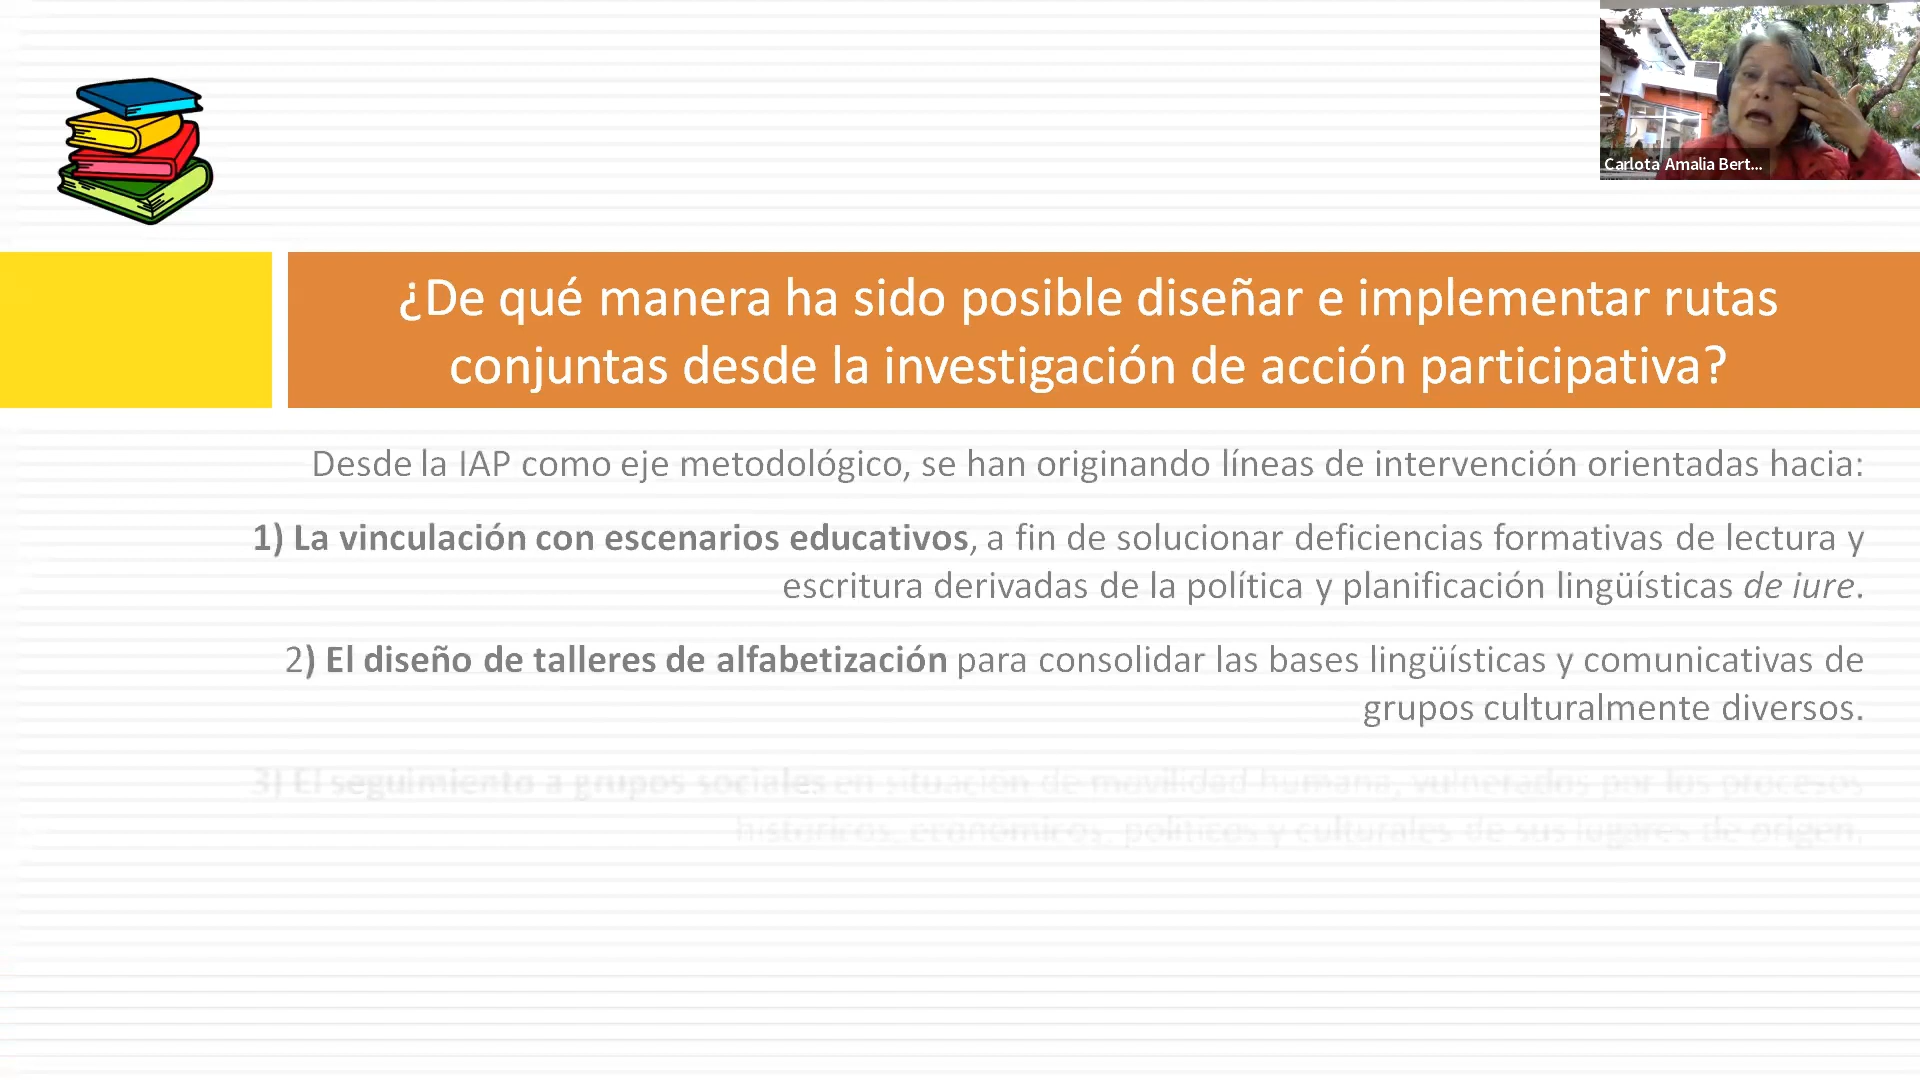 Carlota Amalia Bert...
¿De qué manera ha sido posible diseñar e implementar rutas
conjuntas desde la investigación de acción participativa?
Desde la IAP como eje metodológico, se han originando líneas de intervención orientadas hacia:
1) La vinculación con escenarios educativos, a fin de solucionar deficiencias formativas de lectura y
escritura derivadas de la política y planificación lingüísticas de iure.
2) El diseño de talleres de alfabetización para consolidar las bases lingüísticas y comunicativas de
grupos culturalmente diversos.
3) El seguimiento a grupos sociales en situación de movilidad humana, vulnerados por los procesos
históricos, económicos, políticos y culturales de sus lugares de origen.